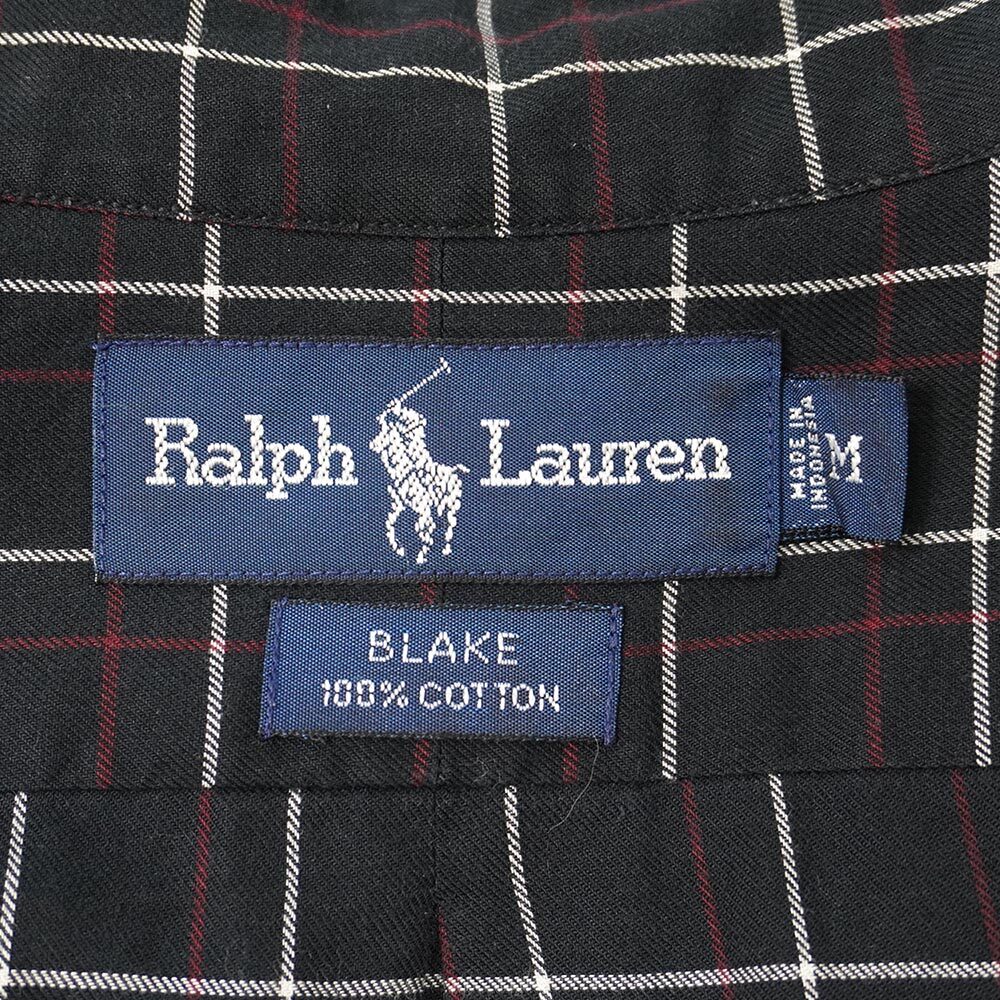 Ralph Lauren
MADE IN
INDONESIA
M
BLAKE
100% COTTON